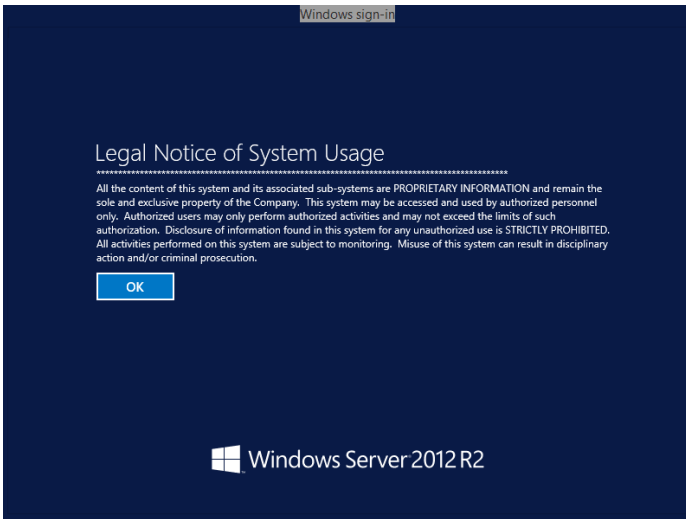 Windows sign-in
Legal Notice of System Usage
***********************************************************************************************
All the content of this system and its associated sub-systems are PROPRIETARY INFORMATION and remain the
sole and exclusive property of the Company.  This system may be accessed and used by authorized personnel
only.  Authorized users may only perform authorized activities and may not exceed the limits of such
authorization.  Disclosure of information found in this system for any unauthorized use is STRICTLY PROHIBITED.
All activities performed on this system are subject to monitoring.  Misuse of this system can result in disciplinary
action and/or criminal prosecution.
OK
Windows Server 2012 R2